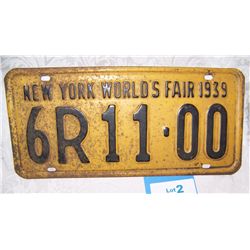 NEW YORK WORLD'S FAIR 1939
6R11·00
Lot
2